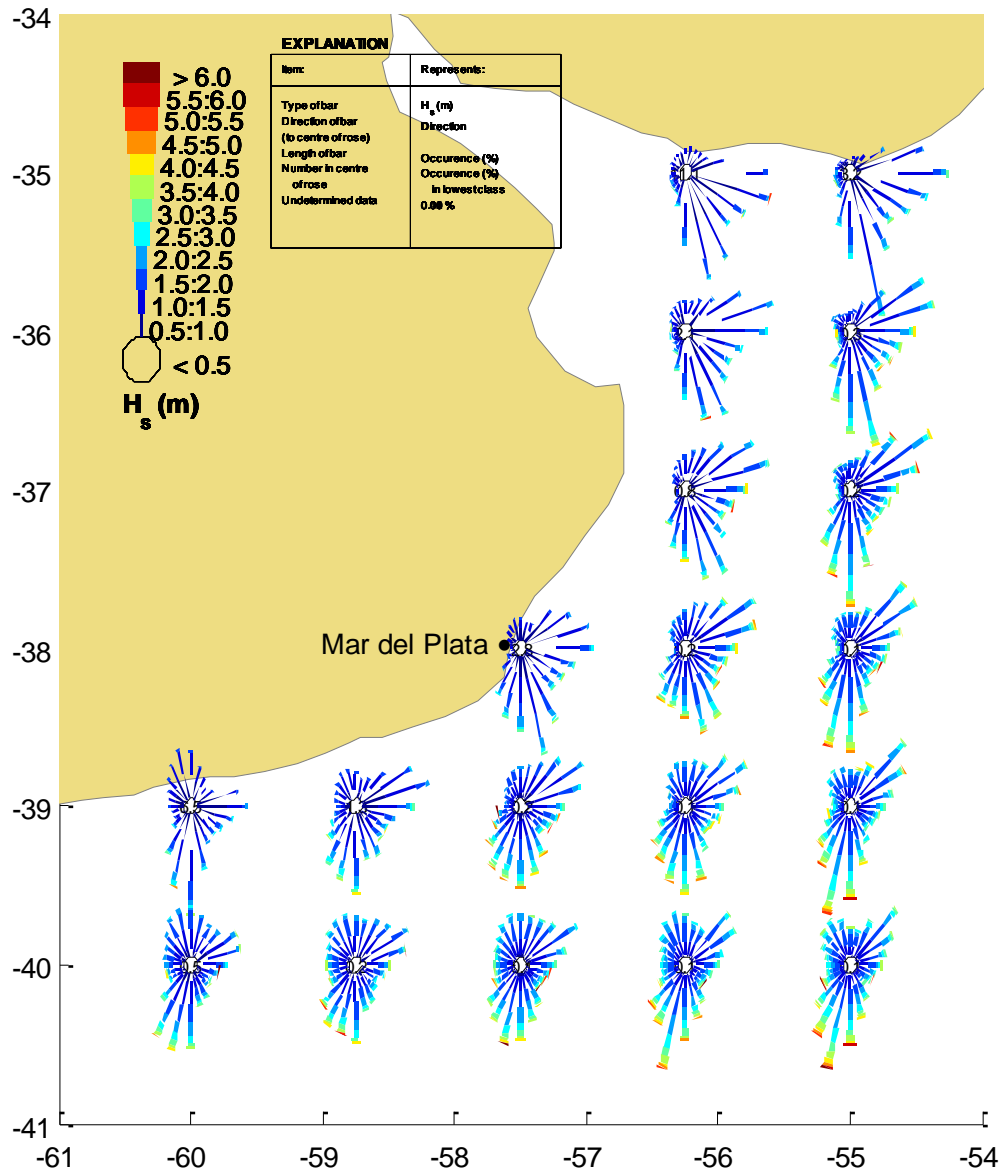 -34
EXPLANATION
Item: Represents:
Type of bar H_s (m)
Direction of bar Direction
(to centre of rose)
Length of bar Occurence (%)
Number in centre Occurence (%)
of rose in lowest class
Undetermined data
> 6.0
5.5:6.0
5.0:5.5
4.5:5.0
4.0:4.5
3.5:4.0
3.0:3.5
2.5:3.0
2.0:2.5
1.5:2.0
1.0:1.5
0.5:1.0
< 0.5
H_s (m)
-35
-36
-37
Mar del Plata
-38
-39
-40
-41
-61 -60 -59 -58 -57 -56 -55 -54